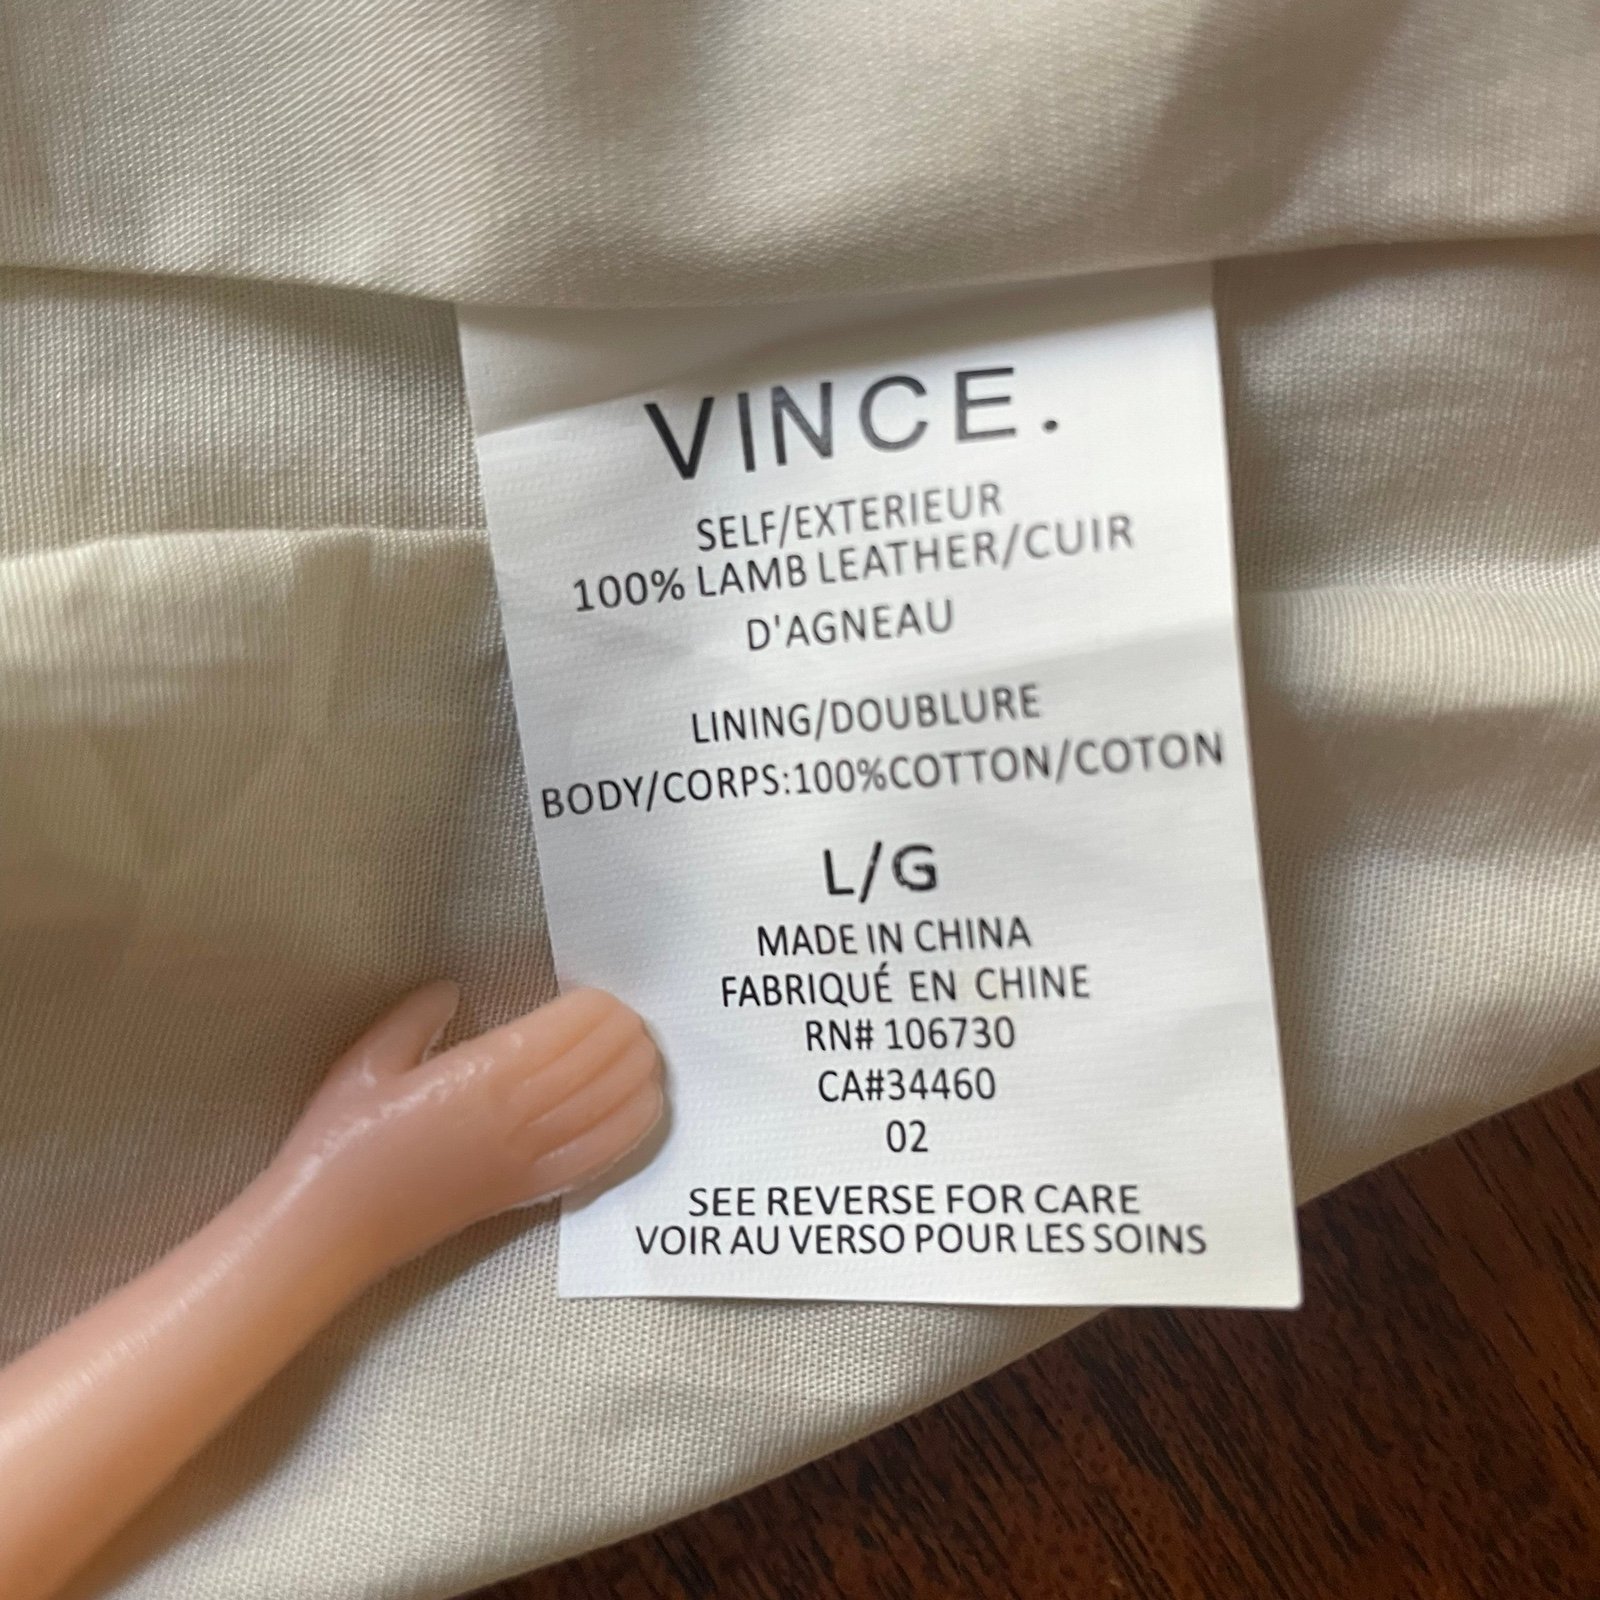 VINCE.
SELF/EXTERIEUR
100% LAMB LEATHER/CUIR
D'AGNEAU
LINING/DOUBLURE
BODY/CORPS:100%COTTON/COTON
L/G
MADE IN CHINA
FABRIQUÉ EN CHINE
RN# 106730
CA#34460
02
SEE REVERSE FOR CARE
VOIR AU VERSO POUR LES SOINS